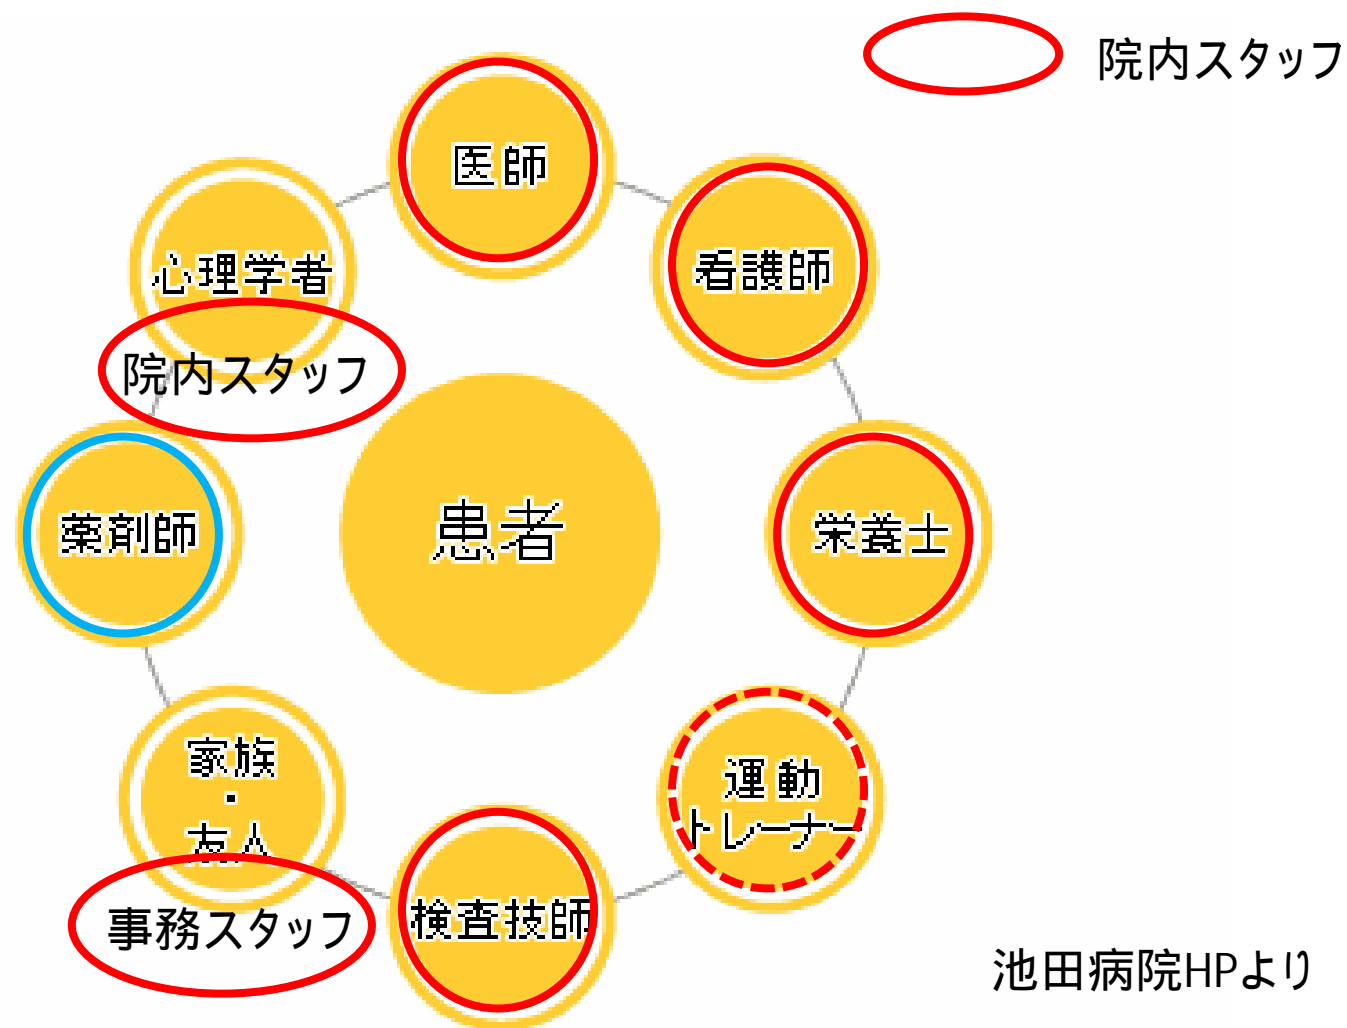 院内スタッフ
医師
看護師
心理学者
院内スタッフ
薬剤師
患者
栄養士
家族
・
友人
運動
トレーナー
事務スタッフ
検査技師
池田病院HPより